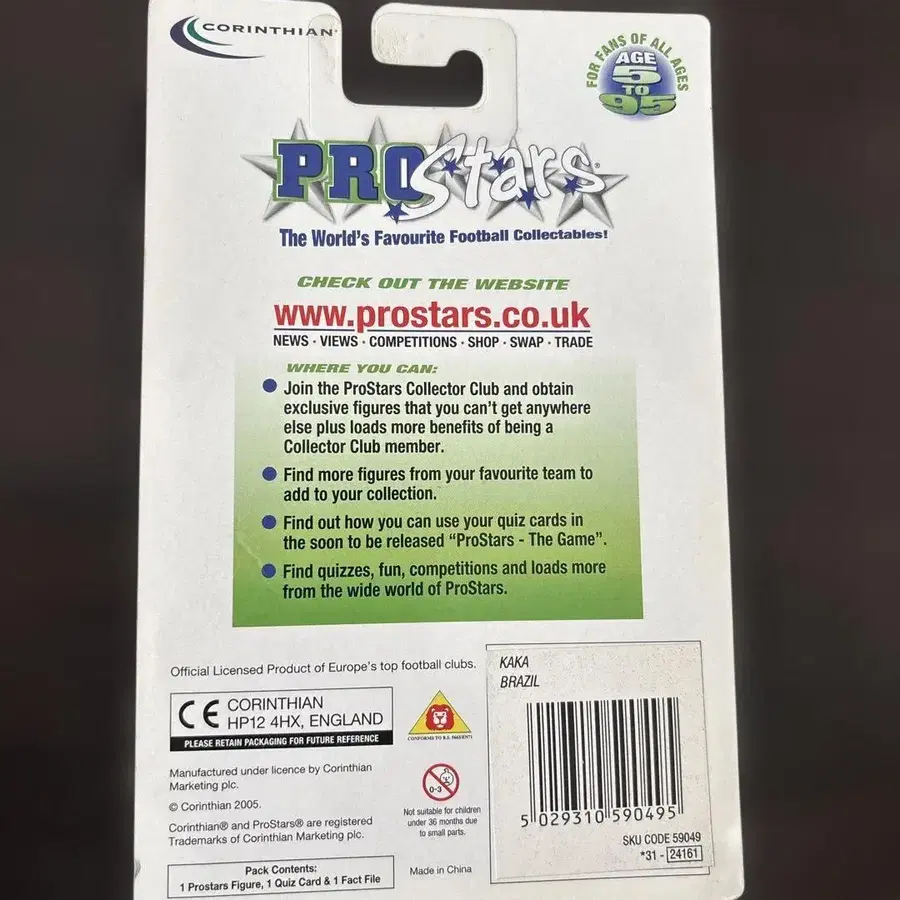 CORINTHIAN
FOR FANS OF ALL AGES
AGE
5
TO
95
PROStars®
The World's Favourite Football Collectables!
CHECK OUT THE WEBSITE
www.prostars.co.uk
NEWS · VIEWS · COMPETITIONS · SHOP · SWAP · TRADE
WHERE YOU CAN:
Join the ProStars Collector Club and obtain
exclusive figures that you can't get anywhere
else plus loads more benefits of being a
Collector Club member.
Find more figures from your favourite team to
add to your collection.
Find out how you can use your quiz cards in
the soon to be released "ProStars - The Game".
Find quizzes, fun, competitions and loads more
from the wide world of ProStars.
Official Licensed Product of Europe's top football clubs.
CE CORINTHIAN
HP12 4HX, ENGLAND
PLEASE RETAIN PACKAGING FOR FUTURE REFERENCE
CONFORMS TO B.S.
Manufactured under licence by Corinthian
Marketing plc.
© Corinthian 2005.
Corinthian® and ProStars® are registered
Trademarks of Corinthian Marketing plc.
0-3
Not suitable for children
under 36 months due
to small parts.
Pack Contents:
1 Prostars Figure, 1 Quiz Card & 1 Fact File
Made in China
KAKA
BRAZIL
5 029310 590495
SKU CODE 59049
*31 - 24161